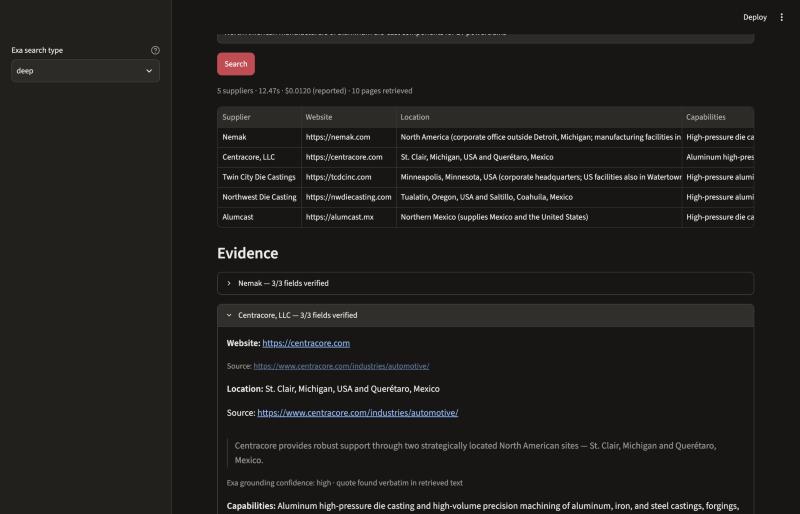 Deploy
Exa search type
deep
Search
5 suppliers · 12.47s · $0.0120 (reported) · 10 pages retrieved
Supplier Website Location Capabilities
Nemak https://nemak.com North America (corporate office outside Detroit, Michigan; manufacturing facilities in High-pressure die ca
Centracore, LLC https://centracore.com St. Clair, Michigan, USA and Querétaro, Mexico Aluminum high-pres
Twin City Die Castings https://tcdcinc.com Minneapolis, Minnesota, USA (corporate headquarters; US facilities also in Watertown High-pressure alumi
Northwest Die Casting https://nwdiecasting.com Tualatin, Oregon, USA and Saltillo, Coahuila, Mexico High-pressure alumi
Alumcast https://alumcast.mx Northern Mexico (supplies Mexico and the United States) High-pressure die ca
Evidence
Nemak — 3/3 fields verified
Centracore, LLC — 3/3 fields verified
Website: https://centracore.com
Source: https://www.centracore.com/industries/automotive/
Location: St. Clair, Michigan, USA and Querétaro, Mexico
Source: https://www.centracore.com/industries/automotive/
Centracore provides robust support through two strategically located North American sites — St. Clair, Michigan and Querétaro,
Mexico.
Exa grounding confidence: high · quote found verbatim in retrieved text
Capabilities: Aluminum high-pressure die casting and high-volume precision machining of aluminum, iron, and steel castings, forgings,